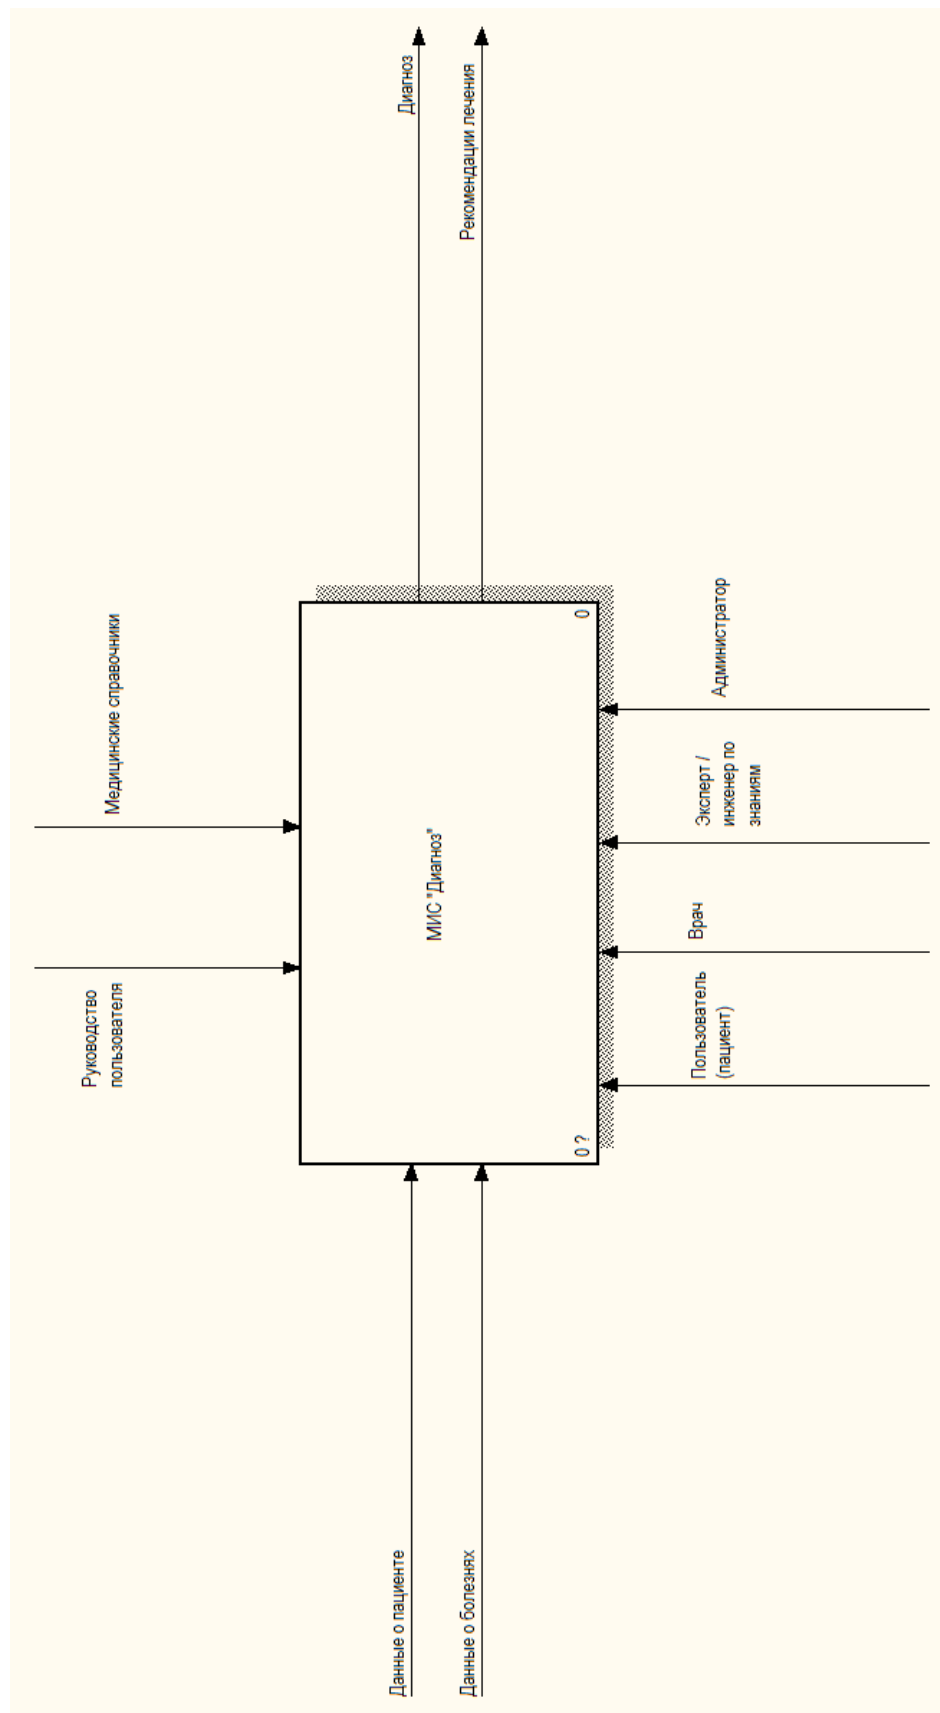 Данные о пациенте
Данные о болезнях
Руководство
пользователя
Медицинские справочники
МИС "Диагноз"
0 ?
0
Пользователь
(пациент)
Врач
Эксперт /
инженер по
знаниям
Администратор
Диагноз
Рекомендации лечения